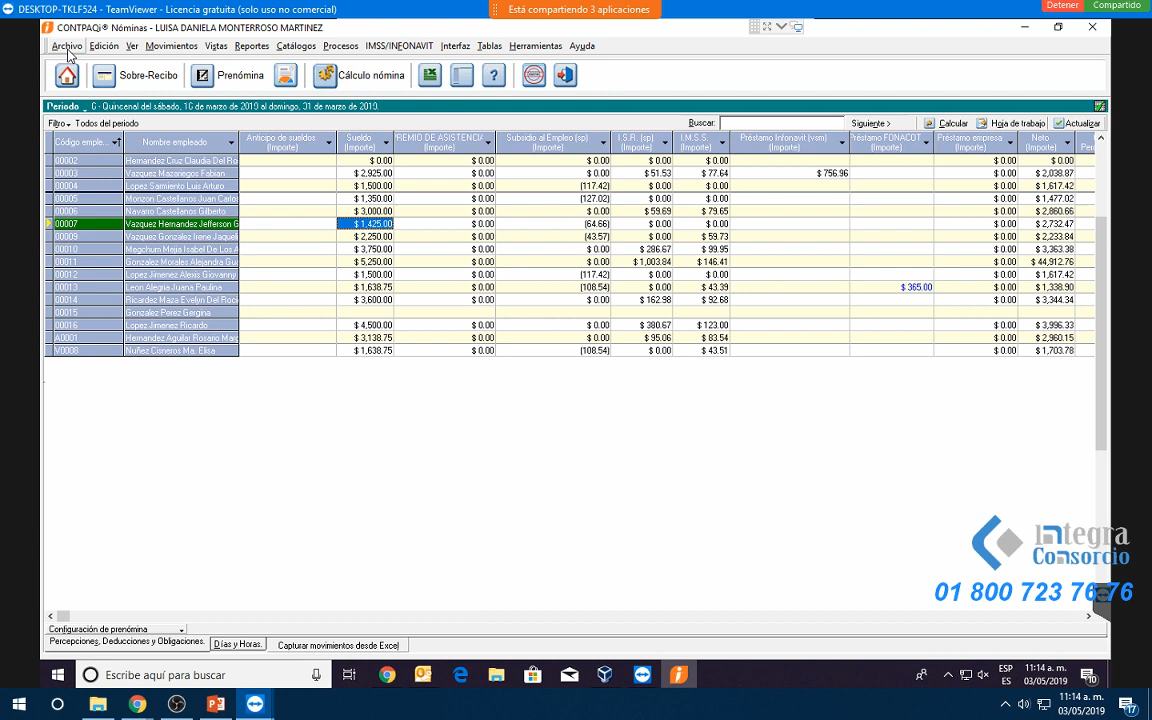 DESKTOP-TKLF524 - TeamViewer - Licencia gratuita (solo uso no comercial)
Está compartiendo 3 aplicaciones
Detener
Compartido
CONTPAQi® Nóminas - LUISA DANIELA MONTERROSO MARTINEZ
Archivo Edición Ver Movimientos Vistas Reportes Catálogos Procesos IMSS/INFONAVIT Interfaz Tablas Herramientas Ayuda
Sobre-Recibo Prenómina Cálculo nómina
Periodo 6 - Quincenal del sábado, 16 de marzo de 2019 al domingo, 31 de marzo de 2019.
Filtro Todos del periodo Buscar: Siguiente > Calcular Hoja de trabajo Actualizar
Código emple... Nombre empleado Anticipo de sueldos (Importe) Sueldo (Importe) PREMIO DE ASISTENCIA (Importe) Subsidio al Empleo (sp) (Importe) I.S.R. (sp) (Importe) I.M.S.S. (Importe) Préstamo Infonavit (vsm) (Importe) Préstamo FONACOT (Importe) Préstamo empresa (Importe) Neto (Importe)
00002 Hernandez Cruz Claudia Del Ro $ 0.00 $ 0.00 $ 0.00 $ 0.00 $ 0.00 $ 0.00 $ 0.00
00003 Vazquez Mazariegos Fabian $ 2,925.00 $ 0.00 $ 0.00 $ 51.53 $ 77.64 $ 756.96 $ 0.00 $ 2,038.87
00004 Lopez Sarmiento Luis Arturo $ 1,500.00 $ 0.00 (117.42) $ 0.00 $ 0.00 $ 0.00 $ 1,617.42
00005 Monzon Castellanos Juan Carlos $ 1,350.00 $ 0.00 (127.02) $ 0.00 $ 0.00 $ 0.00 $ 1,477.02
00006 Navarro Castellanos Gilberto $ 3,000.00 $ 0.00 $ 0.00 $ 59.69 $ 79.65 $ 0.00 $ 2,860.66
00007 Vazquez Hernandez Jefferson G $ 1,425.00 $ 0.00 (64.66) $ 0.00 $ 0.00 $ 0.00 $ 2,732.47
00009 Vazquez Gonzalez Irene Jaqueli $ 2,250.00 $ 0.00 (43.57) $ 0.00 $ 59.73 $ 0.00 $ 2,233.84
00010 Megchum Mejia Isabel De Los A $ 3,750.00 $ 0.00 $ 0.00 $ 286.67 $ 99.95 $ 0.00 $ 3,363.38
00011 Gonzalez Morales Alejandra Gua $ 5,250.00 $ 0.00 $ 0.00 $ 1,003.84 $ 146.41 $ 0.00 $ 44,912.76
00012 Lopez Jimenez Alexis Giovanny $ 1,500.00 $ 0.00 (117.42) $ 0.00 $ 0.00 $ 0.00 $ 1,617.42
00013 Leon Alegria Juana Paulina $ 1,638.75 $ 0.00 (108.54) $ 0.00 $ 43.39 $ 365.00 $ 0.00 $ 1,338.90
00014 Ricardez Maza Evelyn Del Roci $ 3,600.00 $ 0.00 $ 0.00 $ 162.98 $ 92.68 $ 0.00 $ 3,344.34
00015 Gonzalez Perez Gergina
00016 Lopez Jimenez Ricardo $ 4,500.00 $ 0.00 $ 0.00 $ 380.67 $ 123.00 $ 0.00 $ 3,996.33
A0001 Hernandez Aguilar Rosario Marg $ 3,138.75 $ 0.00 $ 0.00 $ 95.06 $ 83.54 $ 0.00 $ 2,960.15
V0008 Nuñez Cisneros Ma. Elisa $ 1,638.75 $ 0.00 (108.54) $ 0.00 $ 43.51 $ 0.00 $ 1,703.78
Integra
Consorcio
01 800 723 76 76
Configuración de prenómina
Percepciones, Deducciones y Obligaciones. Días y Horas. Capturar movimientos desde Excel
Escribe aquí para buscar
ESP
ES
11:14 a. m.
03/05/2019
10
11:14 a. m.
03/05/2019
17